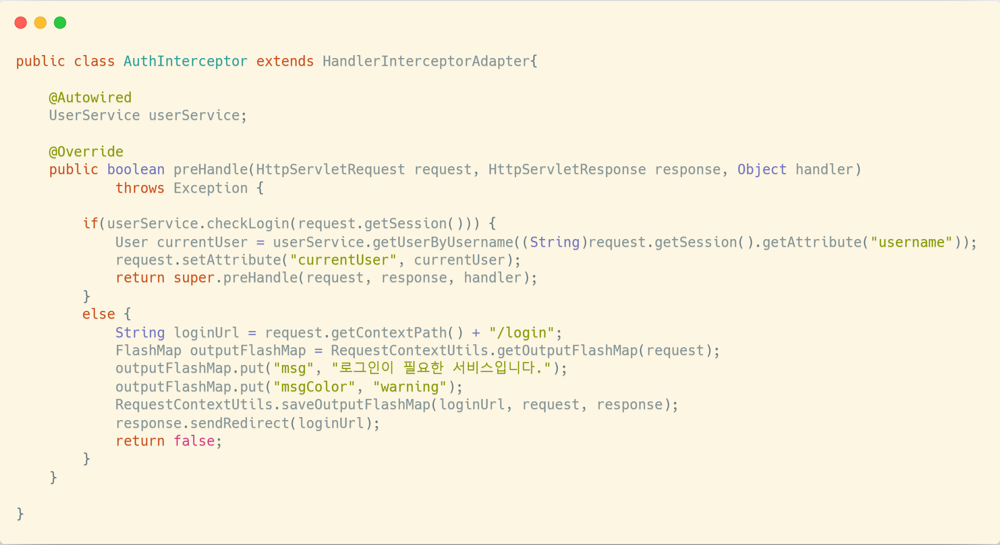 public class AuthInterceptor extends HandlerInterceptorAdapter{
@Autowired
UserService userService;
@Override
public boolean preHandle(HttpServletRequest request, HttpServletResponse response, Object handler)
throws Exception {
if(userService.checkLogin(request.getSession())) {
User currentUser = userService.getUserByUsername((String)request.getSession().getAttribute("username"));
request.setAttribute("currentUser", currentUser);
return super.preHandle(request, response, handler);
}
else {
String loginUrl = request.getContextPath() + "/login";
FlashMap outputFlashMap = RequestContextUtils.getOutputFlashMap(request);
outputFlashMap.put("msg", "로그인이 필요한 서비스입니다.");
outputFlashMap.put("msgColor", "warning");
RequestContextUtils.saveOutputFlashMap(loginUrl, request, response);
response.sendRedirect(loginUrl);
return false;
}
}
}